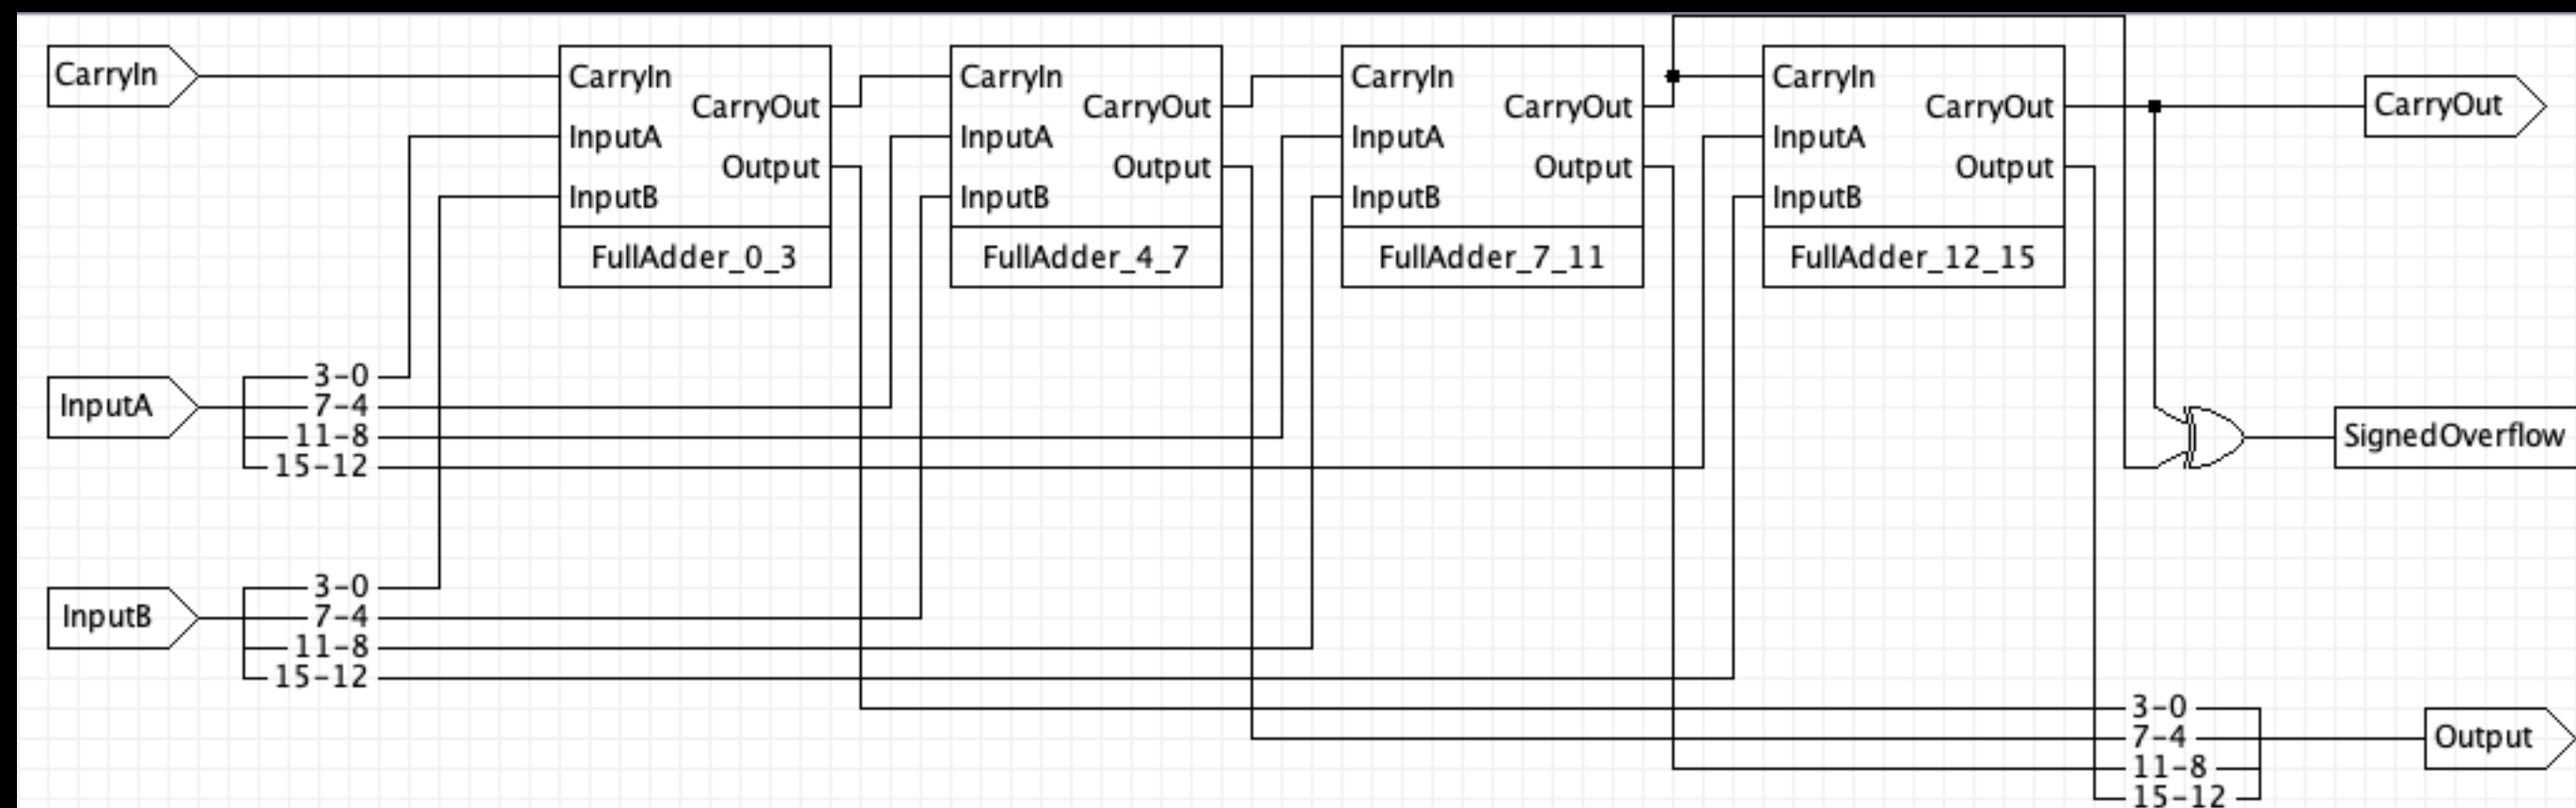 CarryIn
CarryIn
CarryOut
InputA
Output
InputB
FullAdder_0_3
CarryIn
CarryOut
InputA
Output
InputB
FullAdder_4_7
CarryIn
CarryOut
InputA
Output
InputB
FullAdder_7_11
CarryIn
CarryOut
InputA
Output
InputB
FullAdder_12_15
CarryOut
InputA
3-0
7-4
11-8
15-12
SignedOverflow
InputB
3-0
7-4
11-8
15-12
3-0
7-4
11-8
15-12
Output